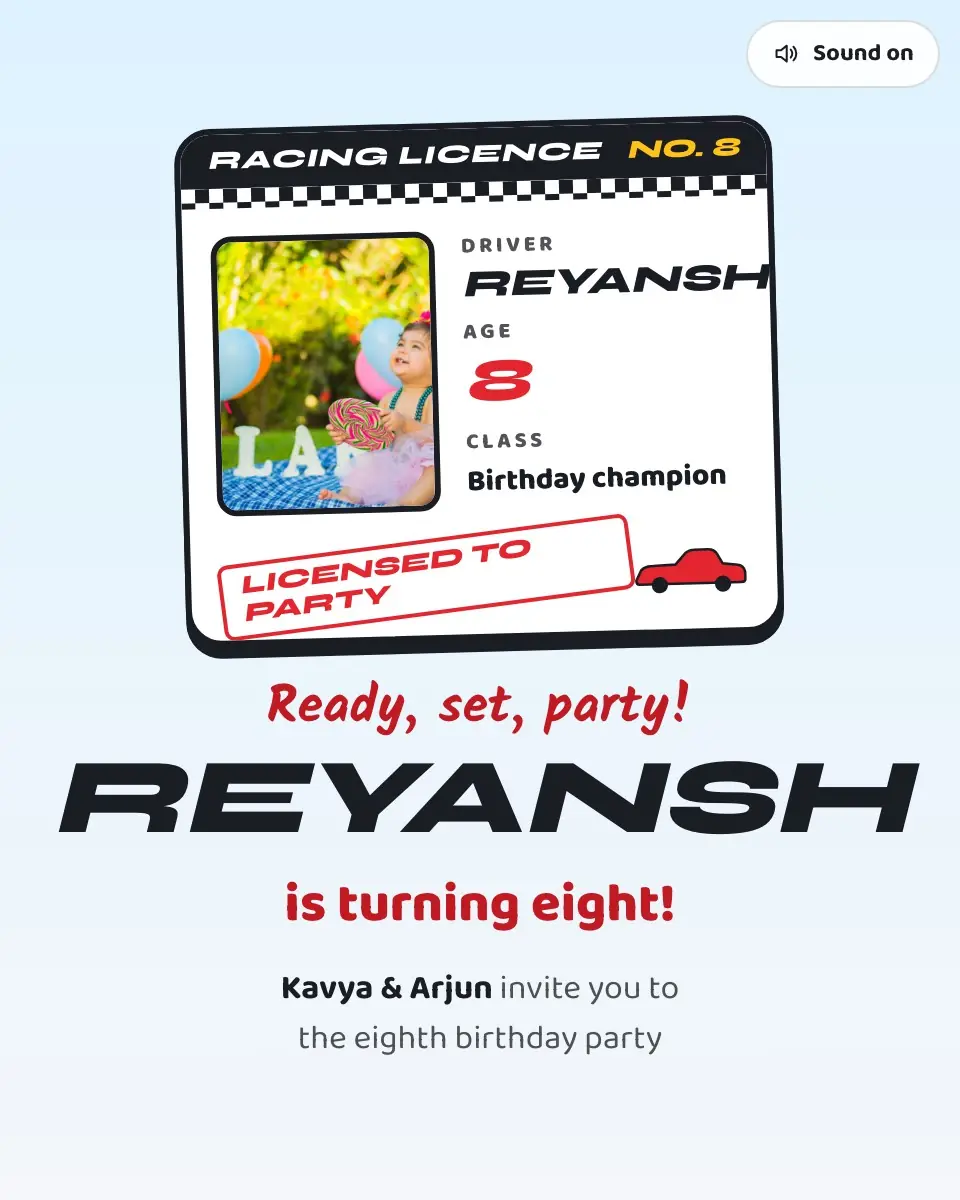 Sound on
RACING LICENCE NO. 8
DRIVER
REYANSH
AGE
8
CLASS
Birthday champion
LAN
LICENSED TO
PARTY
Ready, set, party!
REYANSH
is turning eight!
Kavya & Arjun invite you to
the eighth birthday party